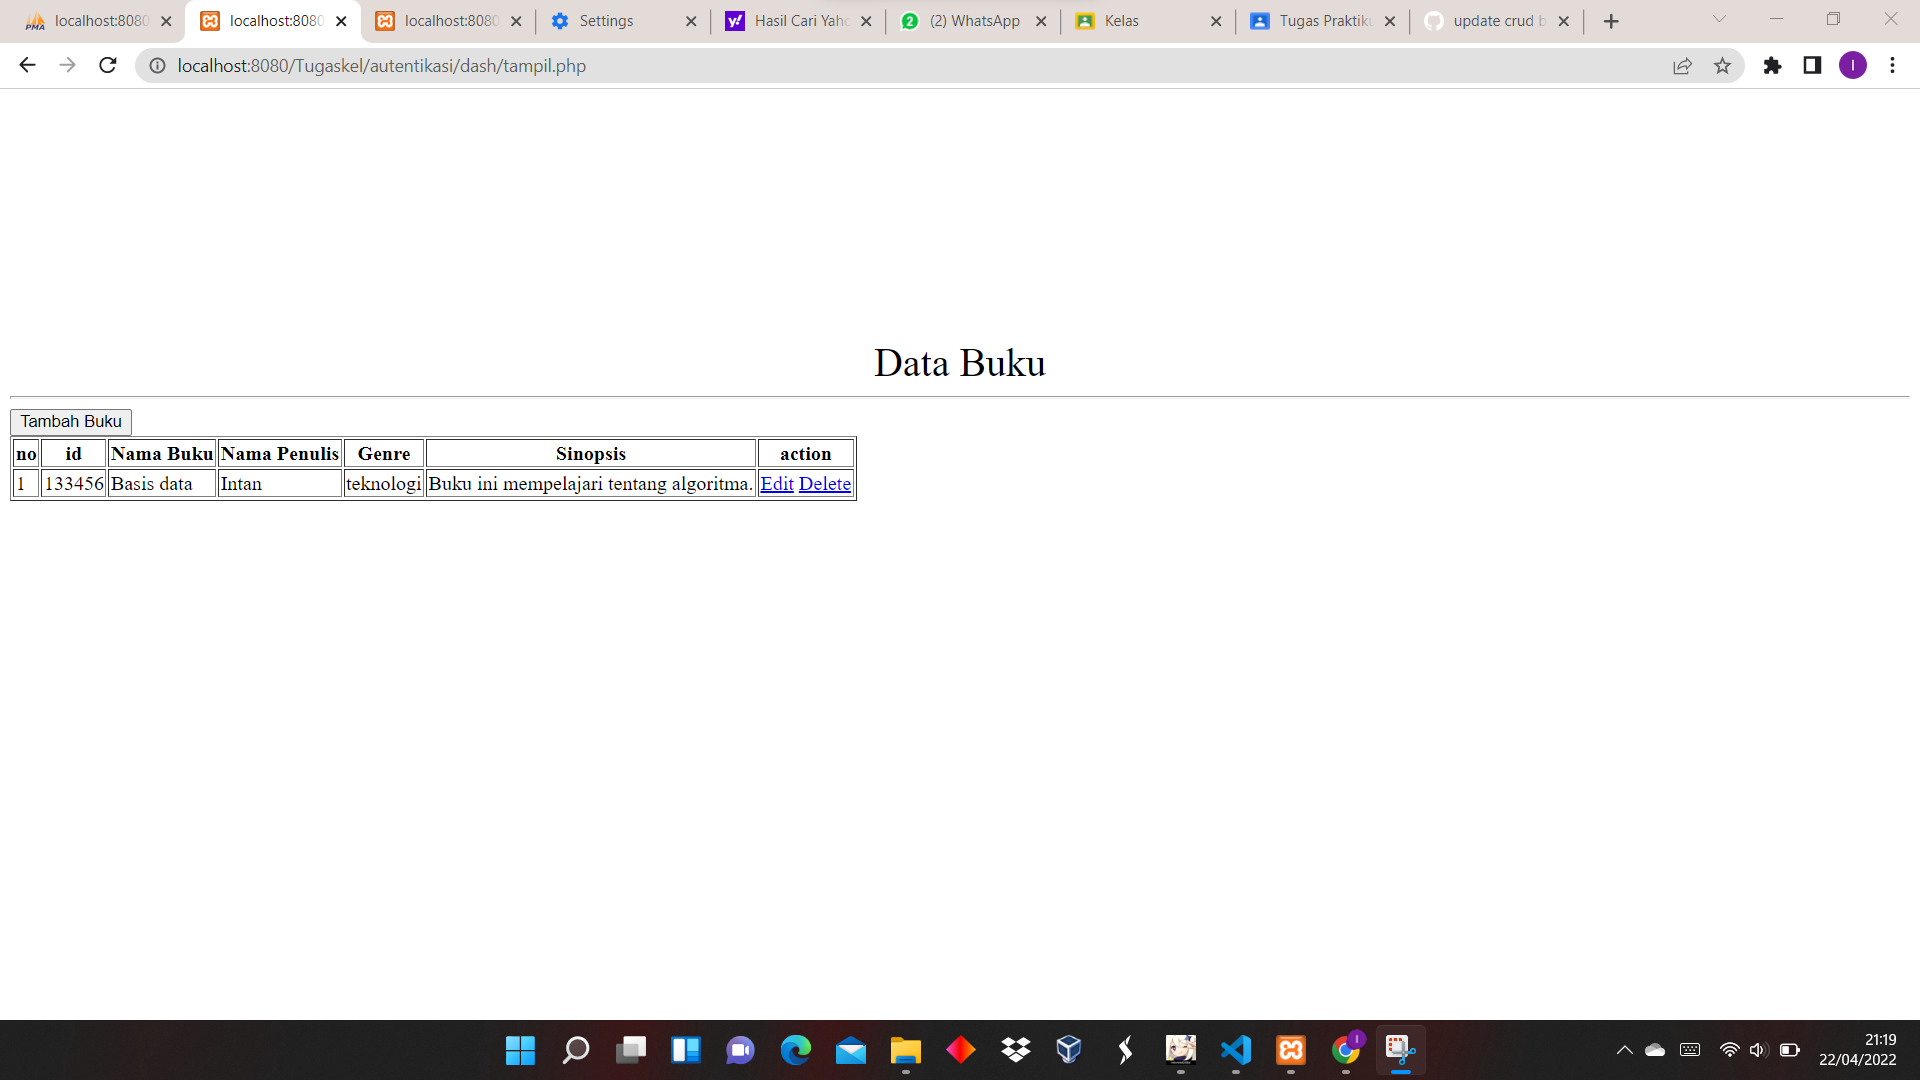 localhost:8080
localhost:8080
localhost:8080
Settings
Hasil Cari Yaho
(2) WhatsApp
Kelas
Tugas Praktiku
update crud b
localhost:8080/Tugaskel/autentikasi/dash/tampil.php
Data Buku
Tambah Buku
no id Nama Buku Nama Penulis Genre Sinopsis action
1 133456 Basis data Intan teknologi Buku ini mempelajari tentang algoritma. Edit Delete
21:19
22/04/2022